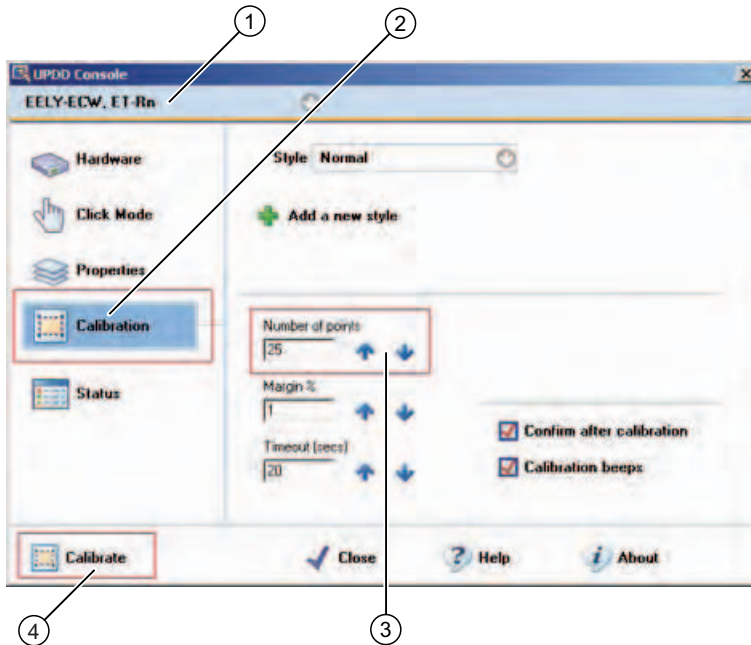 1
2
UPDD Console
EELY-ECW, ET-Rn
Hardware
Click Mode
Properties
Calibration
Status
Style Normal
Add a new style
Number of points
25
Margin %
1
Timeout (secs)
20
Confirm after calibration
Calibration beeps
Calibrate
Close
Help
About
4
3